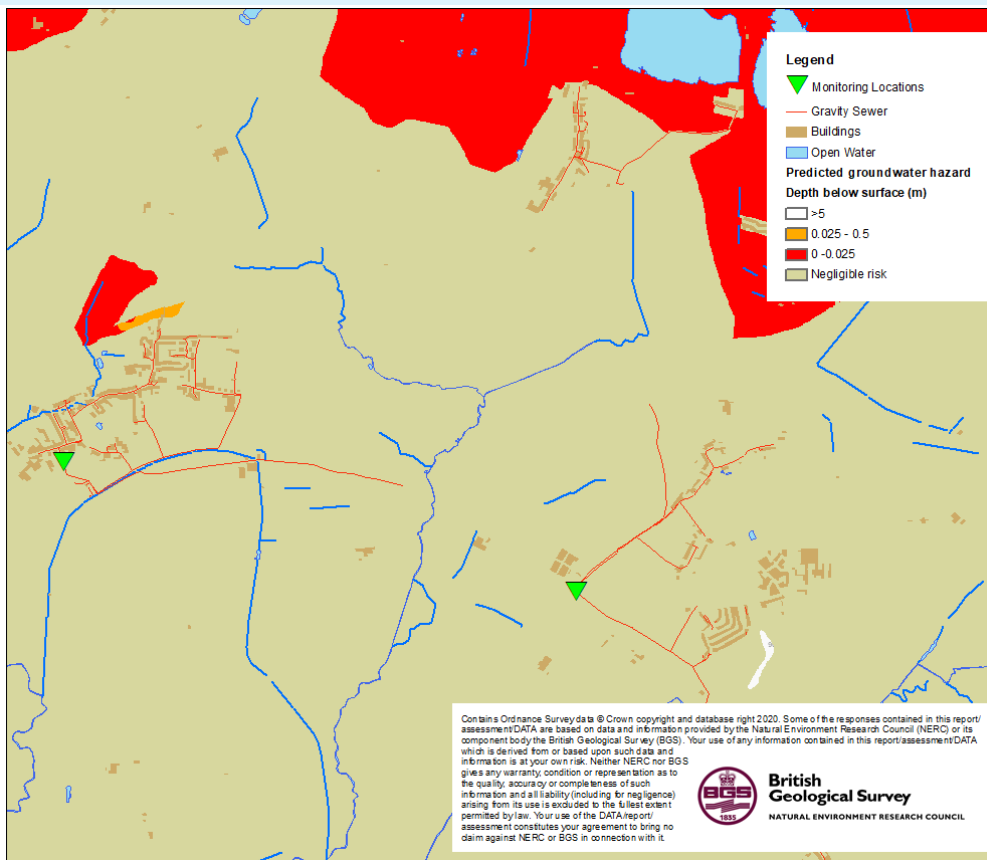 Legend
Monitoring Locations
Gravity Sewer
Buildings
Open Water
Predicted groundwater hazard
Depth below surface (m)
>5
0.025 - 0.5
0 -0.025
Negligible risk
Contains Ordnance Survey data © Crown copyright and database right 2020. Some of the responses contained in this report/
assessment/DATA are based on data and information provided by the Natural Environment Research Council (NERC) or its
component body the British Geological Survey (BGS). Your use of any information contained in this report/assessment/DATA
which is derived from or based upon such data and
information is at your own risk. Neither NERC nor BGS
gives any warranty, condition or representation as to
the quality, accuracy or completeness of such
information and all liability (including for negligence)
arising from its use is excluded to the fullest extent
permitted by law. Your use of the DATA/report/
assessment constitutes your agreement to bring no
claim against NERC or BGS in connection with it.
BGS
1835
British
Geological Survey
NATURAL ENVIRONMENT RESEARCH COUNCIL